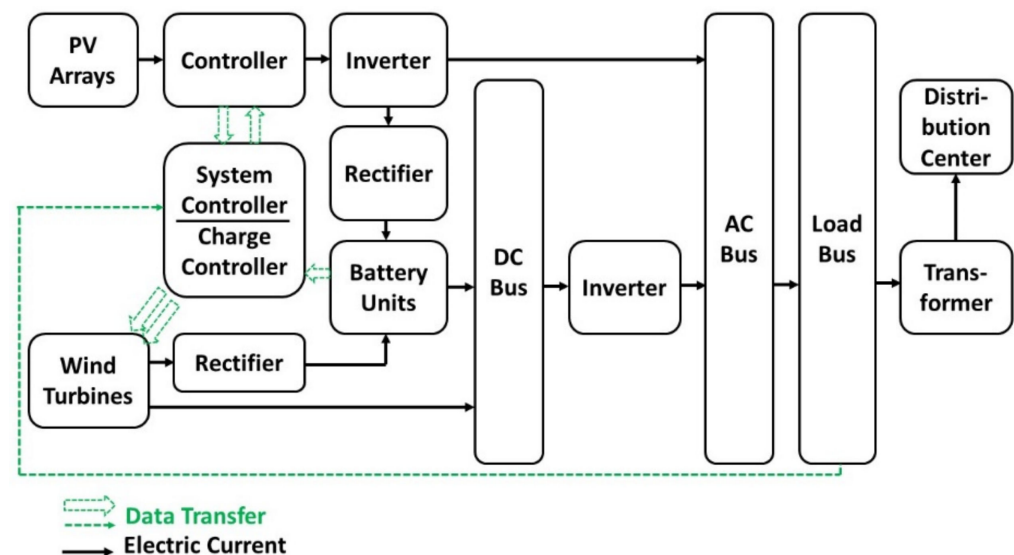 PV
Arrays
Controller
Inverter
Rectifier
System
Controller
Charge
Controller
Battery
Units
Wind
Turbines
Rectifier
DC
Bus
Inverter
AC
Bus
Load
Bus
Distri-
bution
Center
Trans-
former
Data Transfer
Electric Current